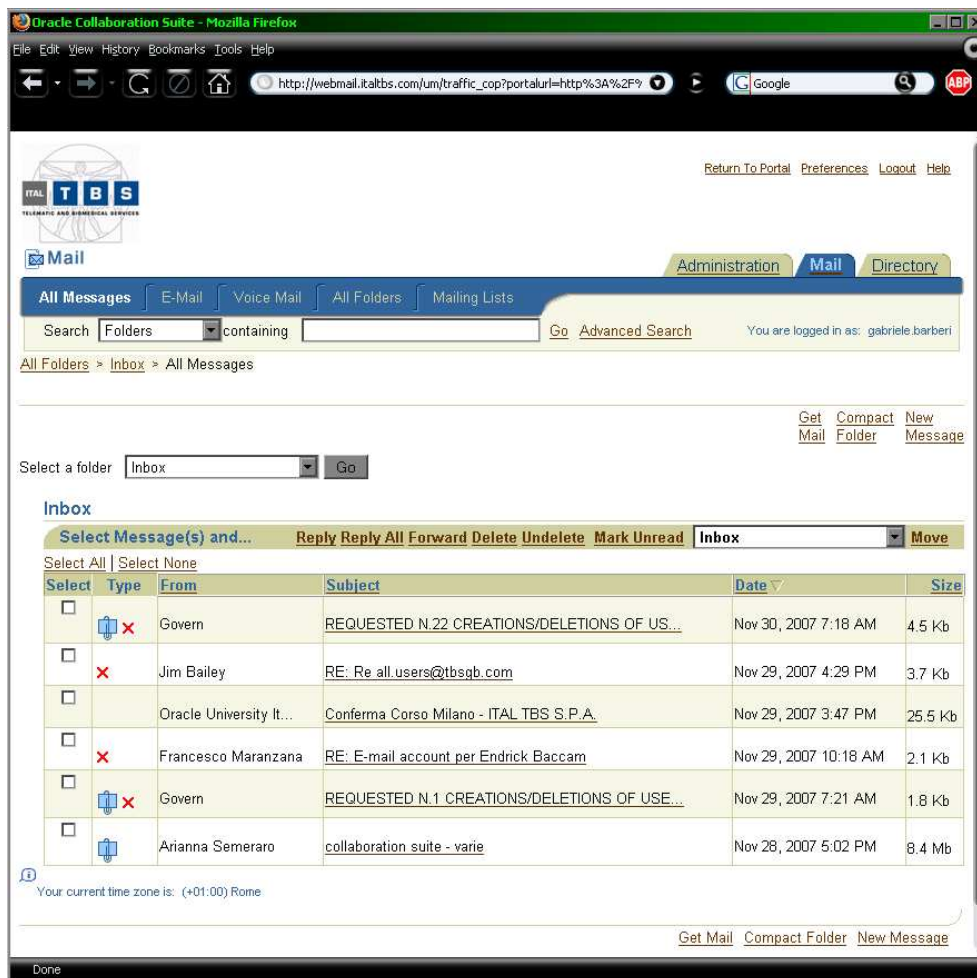 Oracle Collaboration Suite - Mozilla Firefox
File Edit View History Bookmarks Tools Help
http://webmail.italtbs.com/um/traffic_cop?portalurl=http%3A%2F%
G Google
ABP
Return To Portal Preferences Logout Help
ITAL T B S
TELEMATIC AND BIOMEDICAL SERVICES
Mail
Administration Mail Directory
All Messages E-Mail Voice Mail All Folders Mailing Lists
Search Folders containing Go Advanced Search You are logged in as: gabriele.barberi
All Folders > Inbox > All Messages
Get Mail Compact Folder New Message
Select a folder Inbox Go
Inbox
Select Message(s) and... Reply Reply All Forward Delete Undelete Mark Unread Inbox Move
Select All | Select None
Select Type From Subject Date Size
Govern REQUESTED N.22 CREATIONS/DELETIONS OF US... Nov 30, 2007 7:18 AM 4.5 Kb
Jim Bailey RE: Re all.users@tbsgb.com Nov 29, 2007 4:29 PM 3.7 Kb
Oracle University It... Conferma Corso Milano - ITAL TBS S.P.A. Nov 29, 2007 3:47 PM 25.5 Kb
Francesco Maranzana RE: E-mail account per Endrick Baccam Nov 29, 2007 10:18 AM 2.1 Kb
Govern REQUESTED N.1 CREATIONS/DELETIONS OF USE... Nov 29, 2007 7:21 AM 1.8 Kb
Arianna Semeraro collaboration suite - varie Nov 28, 2007 5:02 PM 8.4 Mb
Your current time zone is: (+01:00) Rome
Get Mail Compact Folder New Message
Done